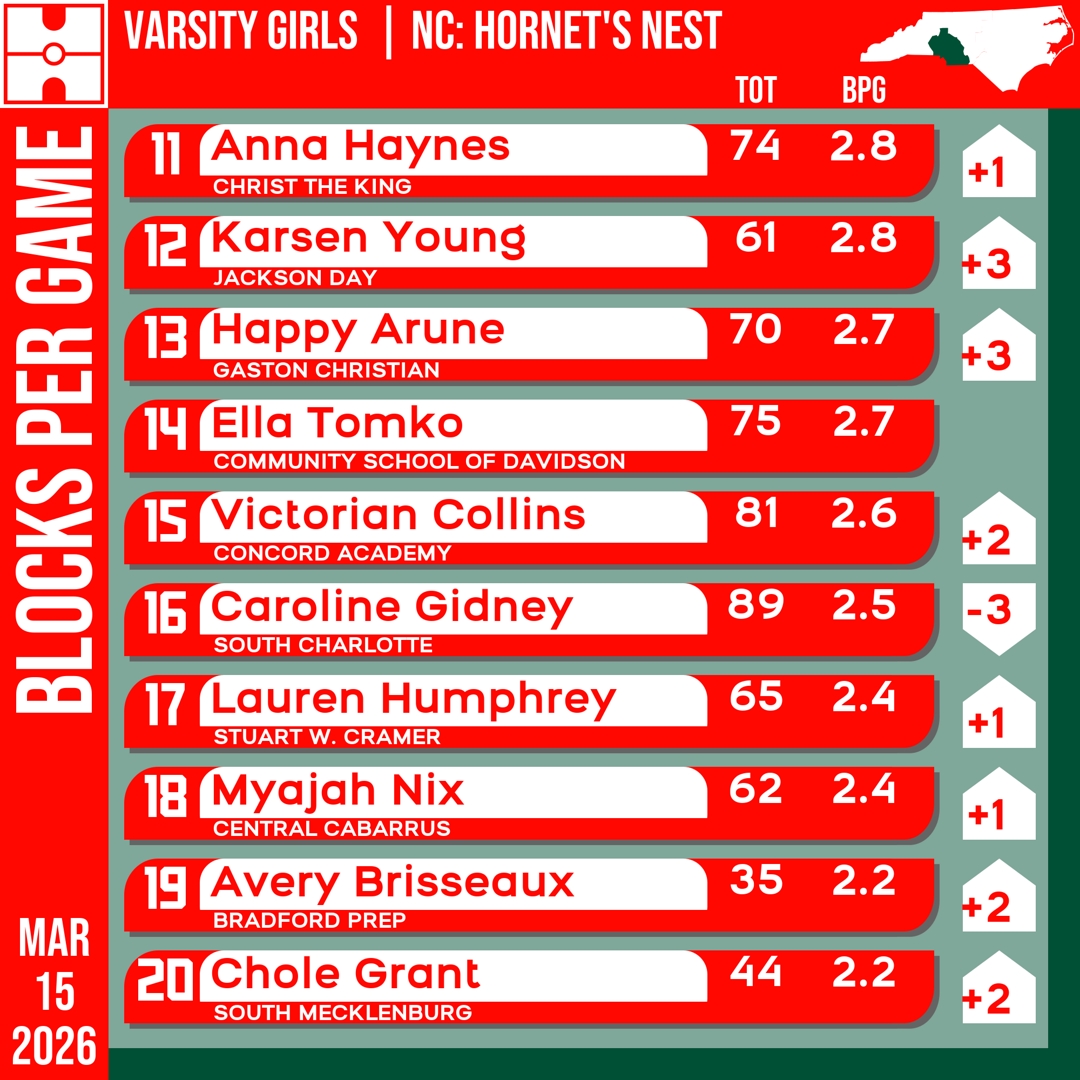 VARSITY GIRLS | NC: HORNET'S NEST
TOT BPG
BLOCKS PER GAME
11 Anna Haynes 74 2.8 +1
CHRIST THE KING
12 Karsen Young 61 2.8 +3
JACKSON DAY
13 Happy Arune 70 2.7 +3
GASTON CHRISTIAN
14 Ella Tomko 75 2.7
COMMUNITY SCHOOL OF DAVIDSON
15 Victorian Collins 81 2.6 +2
CONCORD ACADEMY
16 Caroline Gidney 89 2.5 -3
SOUTH CHARLOTTE
17 Lauren Humphrey 65 2.4 +1
STUART W. CRAMER
18 Myajah Nix 62 2.4 +1
CENTRAL CABARRUS
19 Avery Brisseaux 35 2.2 +2
BRADFORD PREP
20 Chole Grant 44 2.2 +2
SOUTH MECKLENBURG
MAR
15
2026